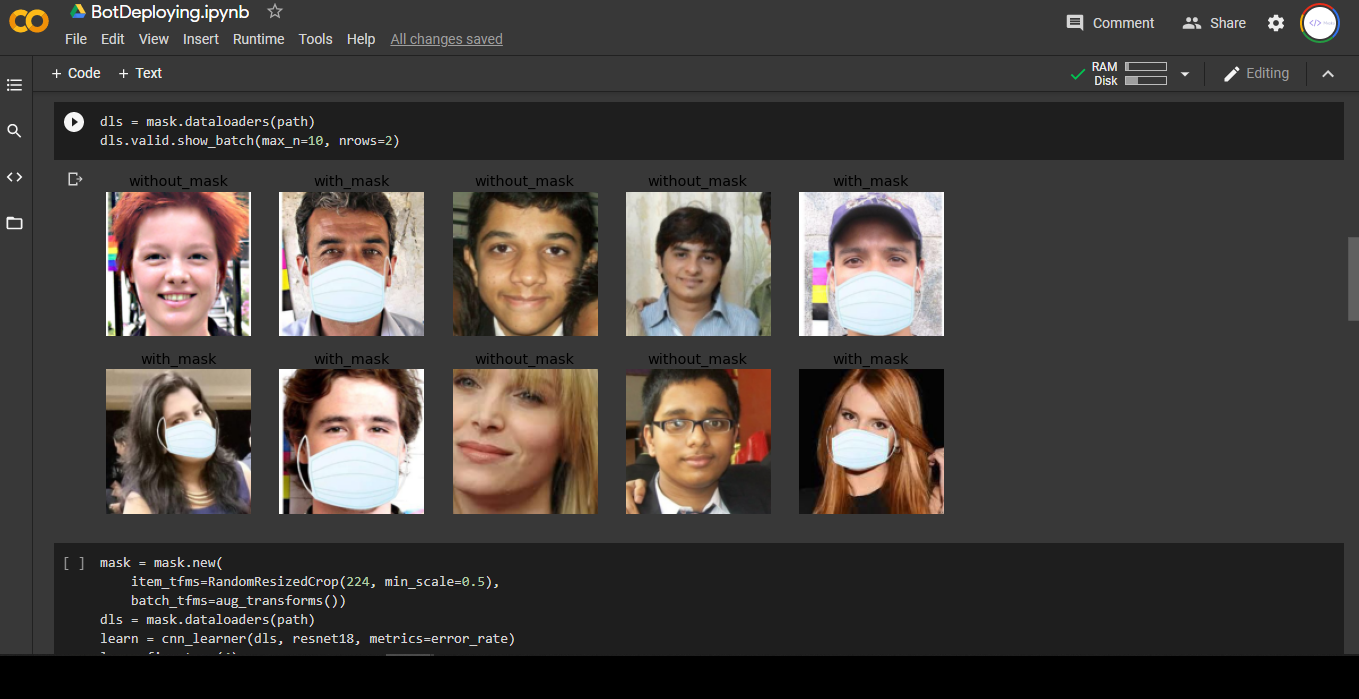 BotDeploying.ipynb
Comment
Share
File Edit View Insert Runtime Tools Help All changes saved
+ Code + Text
RAM
Disk
Editing
dls = mask.dataloaders(path)
dls.valid.show_batch(max_n=10, nrows=2)
without_mask with_mask without_mask without_mask with_mask
with_mask with_mask without_mask without_mask with_mask
[ ] mask = mask.new(
item_tfms=RandomResizedCrop(224, min_scale=0.5),
batch_tfms=aug_transforms())
dls = mask.dataloaders(path)
learn = cnn_learner(dls, resnet18, metrics=error_rate)